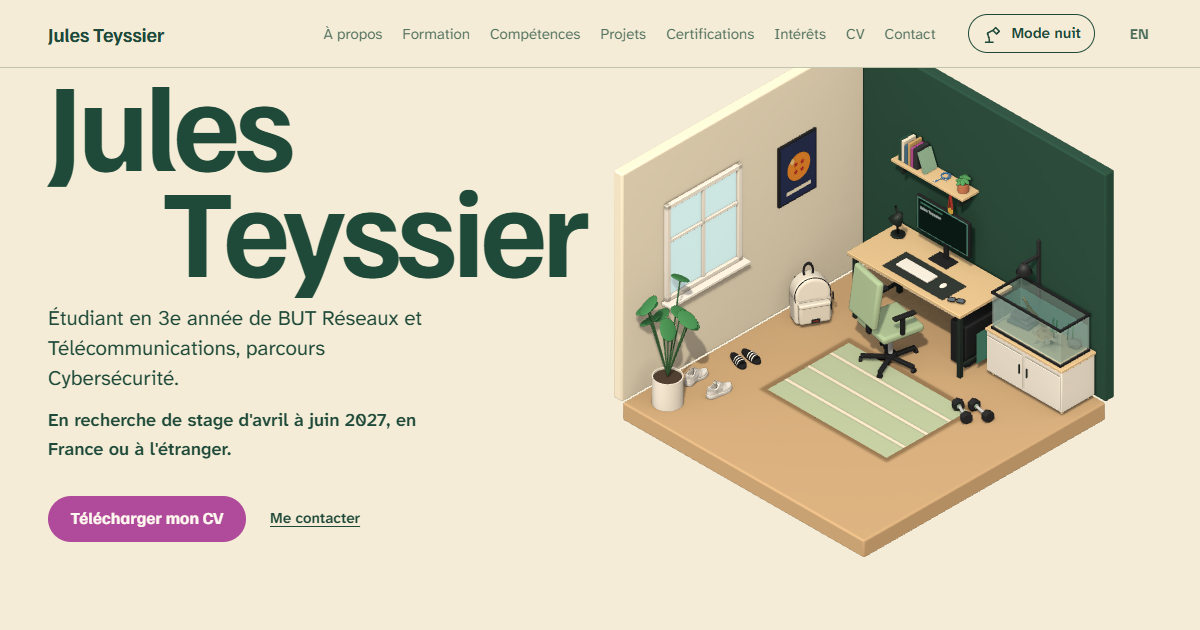 Jules Teyssier
À propos
Formation
Compétences
Projets
Certifications
Intérêts
CV
Contact
Mode nuit
EN
Jules
Teyssier
Étudiant en 3e année de BUT Réseaux et
Télécommunications, parcours
Cybersécurité.
En recherche de stage d'avril à juin 2027, en
France ou à l'étranger.
Télécharger mon CV
Me contacter